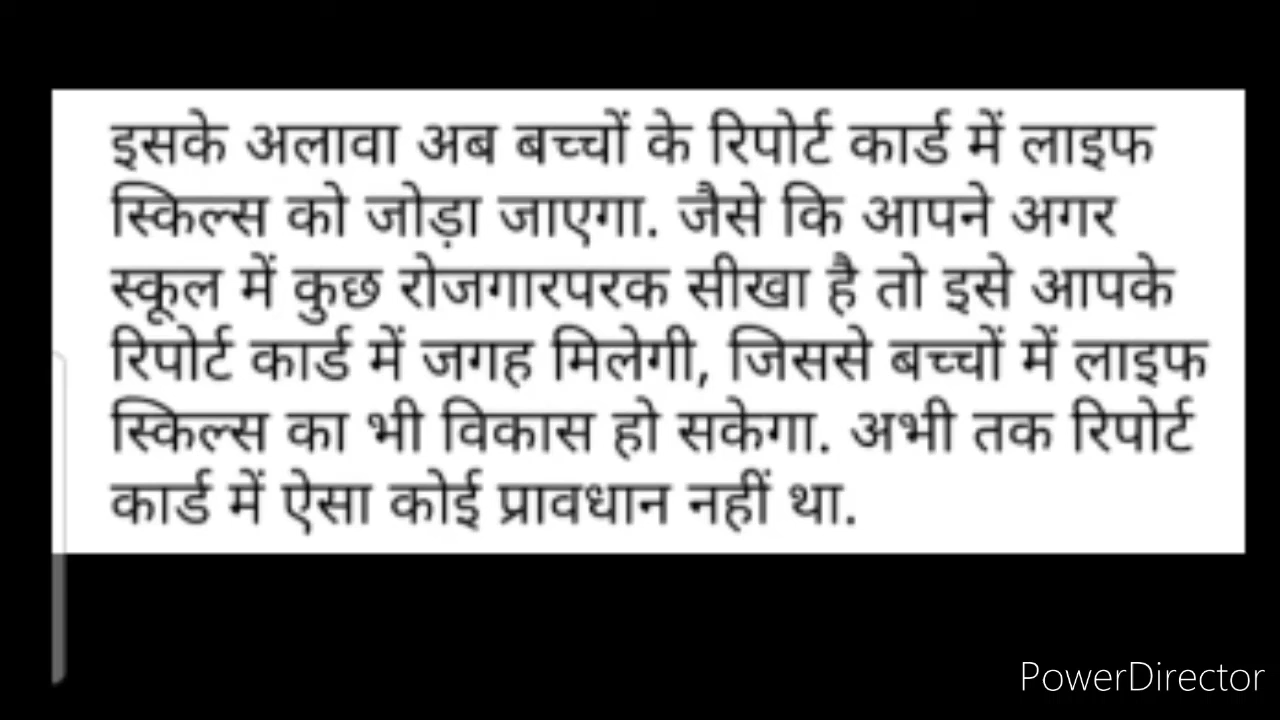 इसके अलावा अब बच्चों के रिपोर्ट कार्ड में लाइफ
स्किल्स को जोड़ा जाएगा. जैसे कि आपने अगर
स्कूल में कुछ रोजगारपरक सीखा है तो इसे आपके
रिपोर्ट कार्ड में जगह मिलेगी, जिससे बच्चों में लाइफ
स्किल्स का भी विकास हो सकेगा. अभी तक रिपोर्ट
कार्ड में ऐसा कोई प्रावधान नहीं था.
PowerDirector